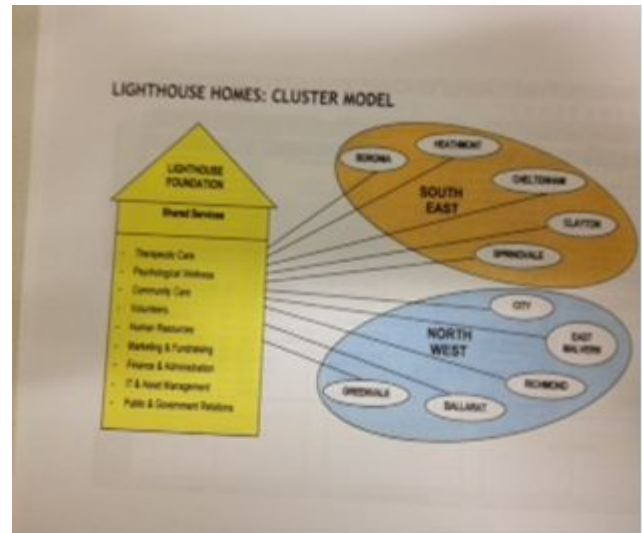 LIGHTHOUSE HOMES: CLUSTER MODEL
LIGHTHOUSE
FOUNDATION
Shared Services
- Therapeutic Care
- Psychological Wellness
- Community Care
- Volunteers
- Human Resources
- Marketing & Fundraising
- Finance & Administration
- IT & Asset Management
- Public & Government Relations
BORONIA
HEATHMONT
CHELTENHAM
SOUTH
EAST
CLAYTON
SPRINGVALE
CITY
NORTH
WEST
EAST
MALVERN
RICHMOND
GREENVALE
BALLARAT